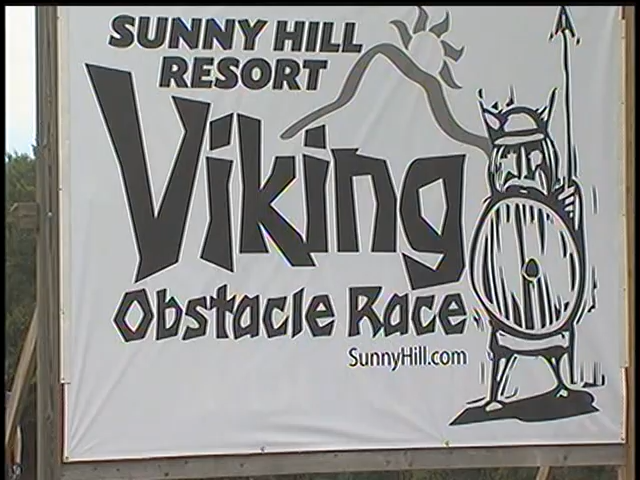 SUNNY HILL
RESORT
Viking
Obstacle Race
SunnyHill.com